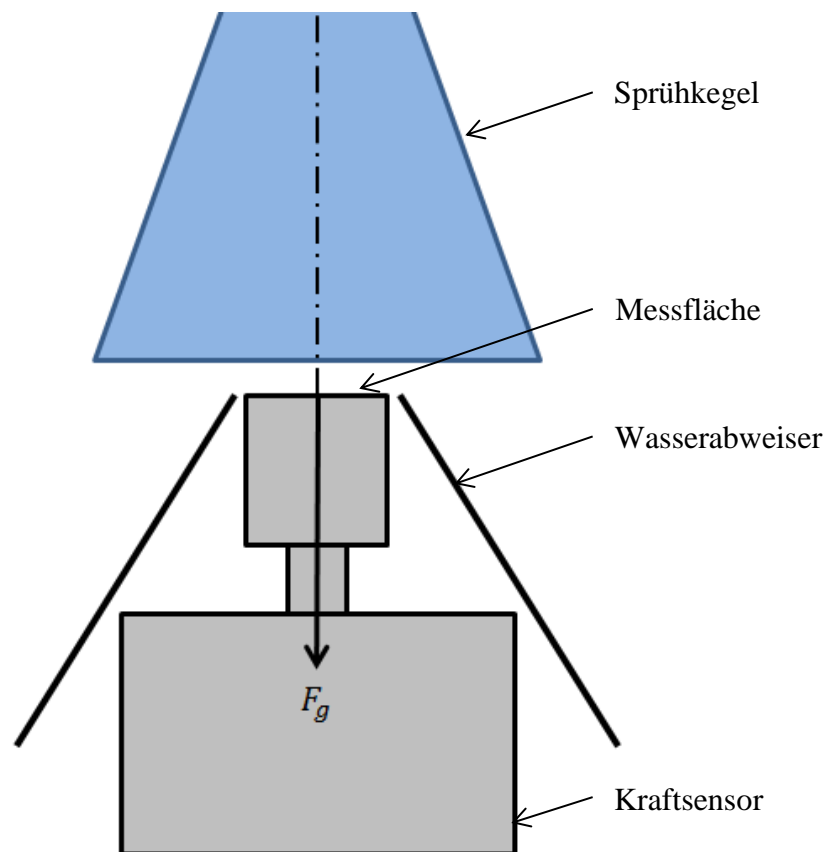 Sprühkegel
Messfläche
Wasserabweiser
F_g
Kraftsensor